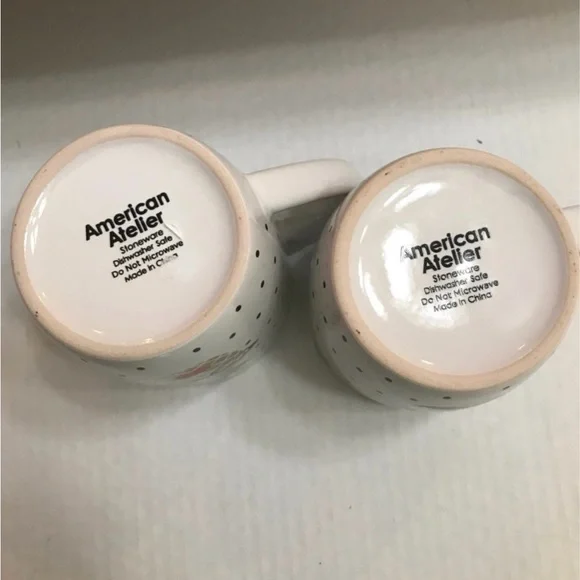 American
Atelier
Stoneware
Dishwasher Safe
Do Not Microwave
Made in China
American
Atelier
Stoneware
Dishwasher Safe
Do Not Microwave
Made in China